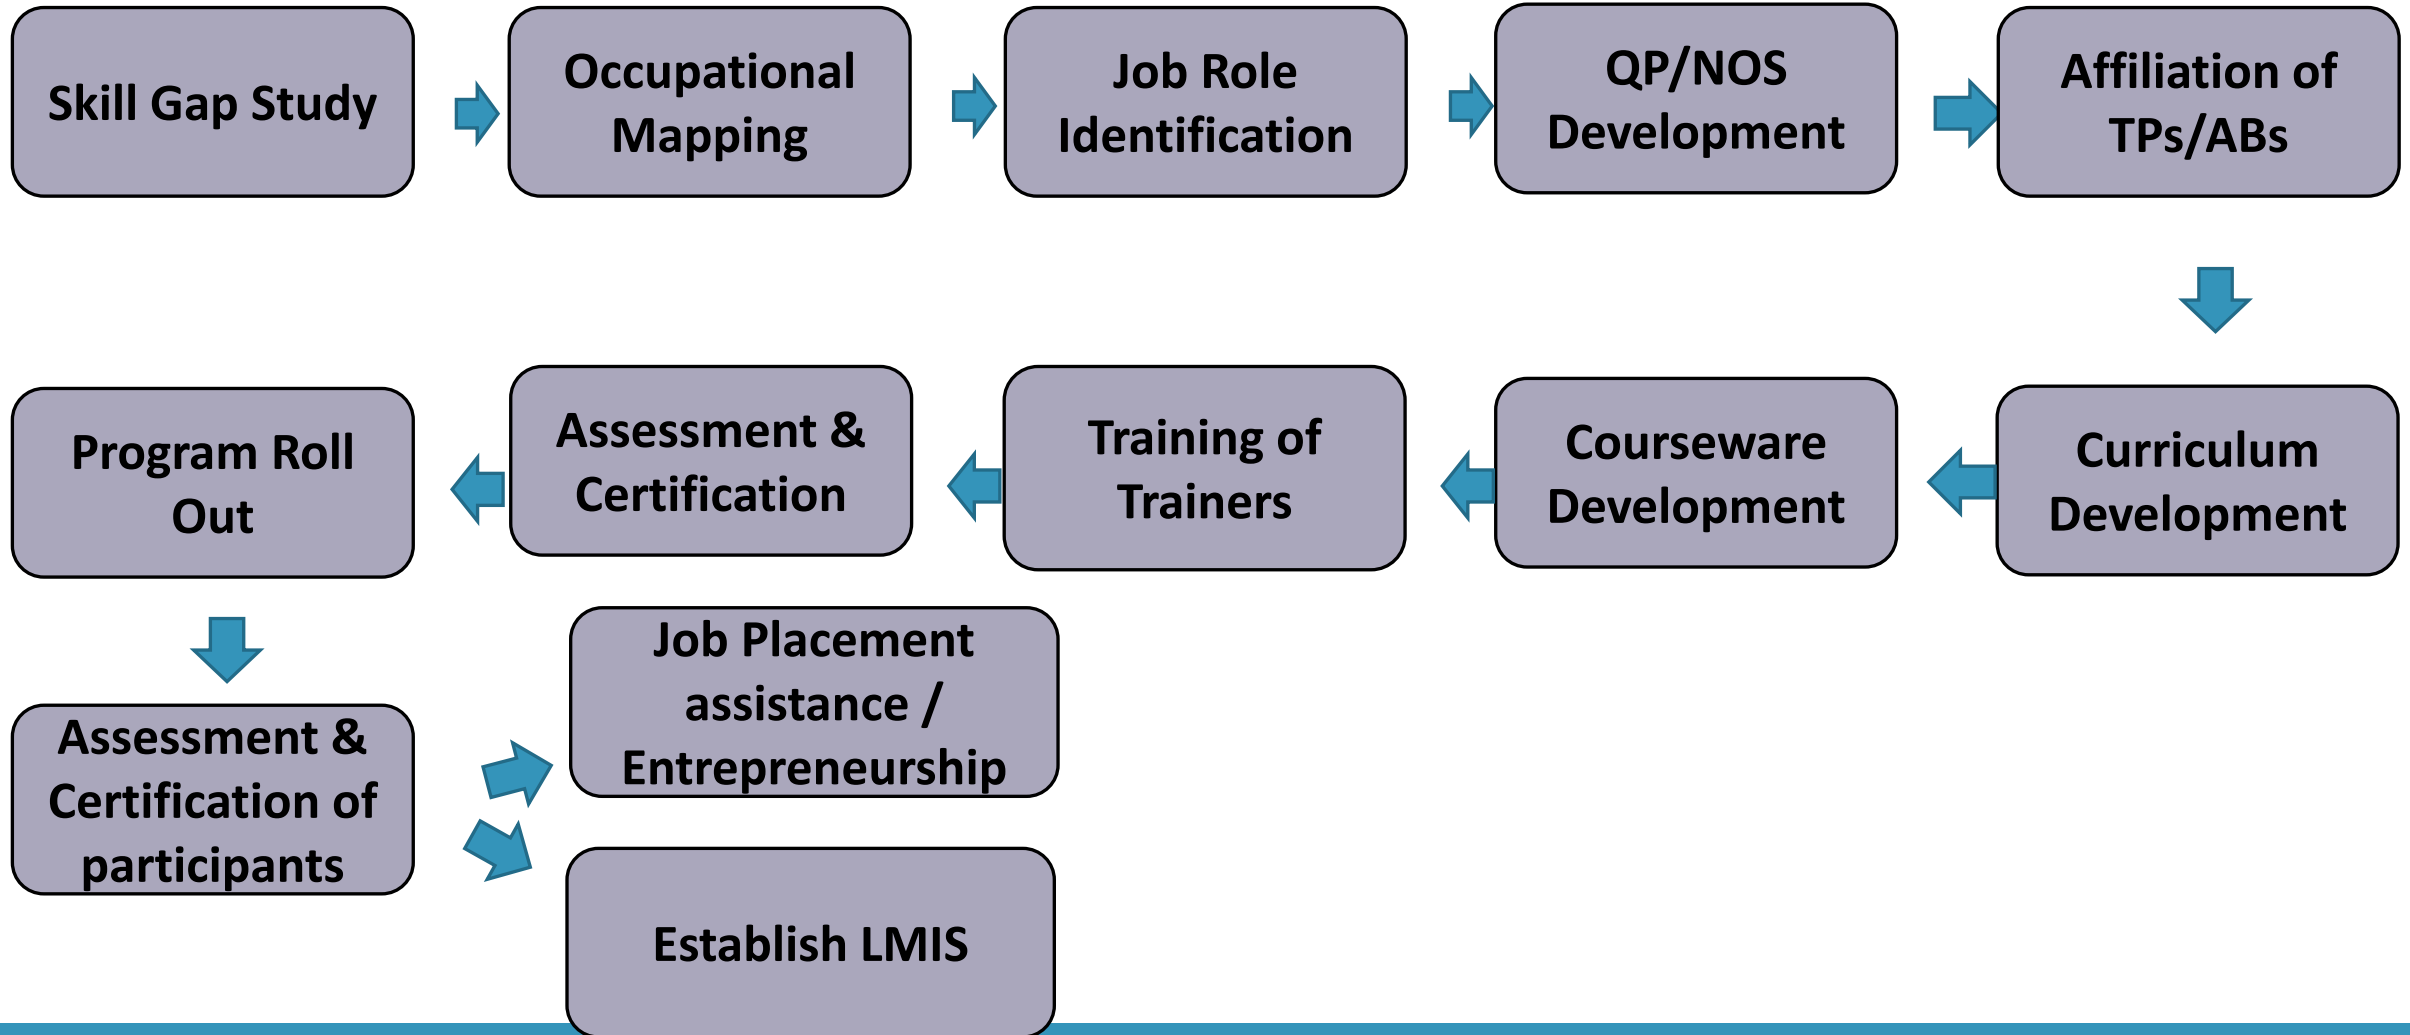 Skill Gap Study
Occupational
Mapping
Job Role
Identification
QP/NOS
Development
Affiliation of
TPs/ABs
Curriculum
Development
Courseware
Development
Training of
Trainers
Assessment &
Certification
Program Roll
Out
Assessment &
Certification of
participants
Job Placement
assistance /
Entrepreneurship
Establish LMIS